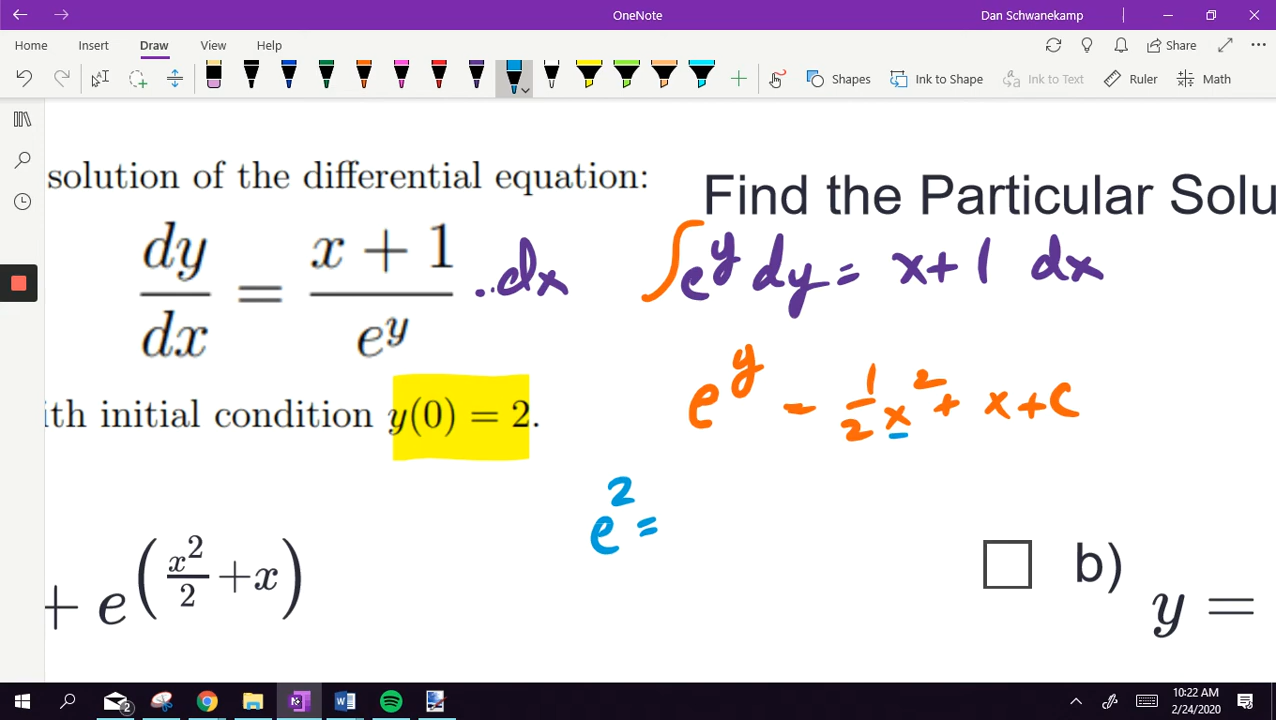 OneNote
Dan Schwanekamp
Home Insert Draw View Help
Share
Shapes Ink to Shape Ink to Text Ruler Math
solution of the differential equation:
Find the Particular Solu
dy/dx = x + 1/e^y ..dx
∫e^y dy = x+1 dx
e^y = 1/2 x^2 + x + C
ith initial condition y(0) = 2.
e^2 =
+ e^(x^2/2 + x)
b) y =
2
10:22 AM
2/24/2020